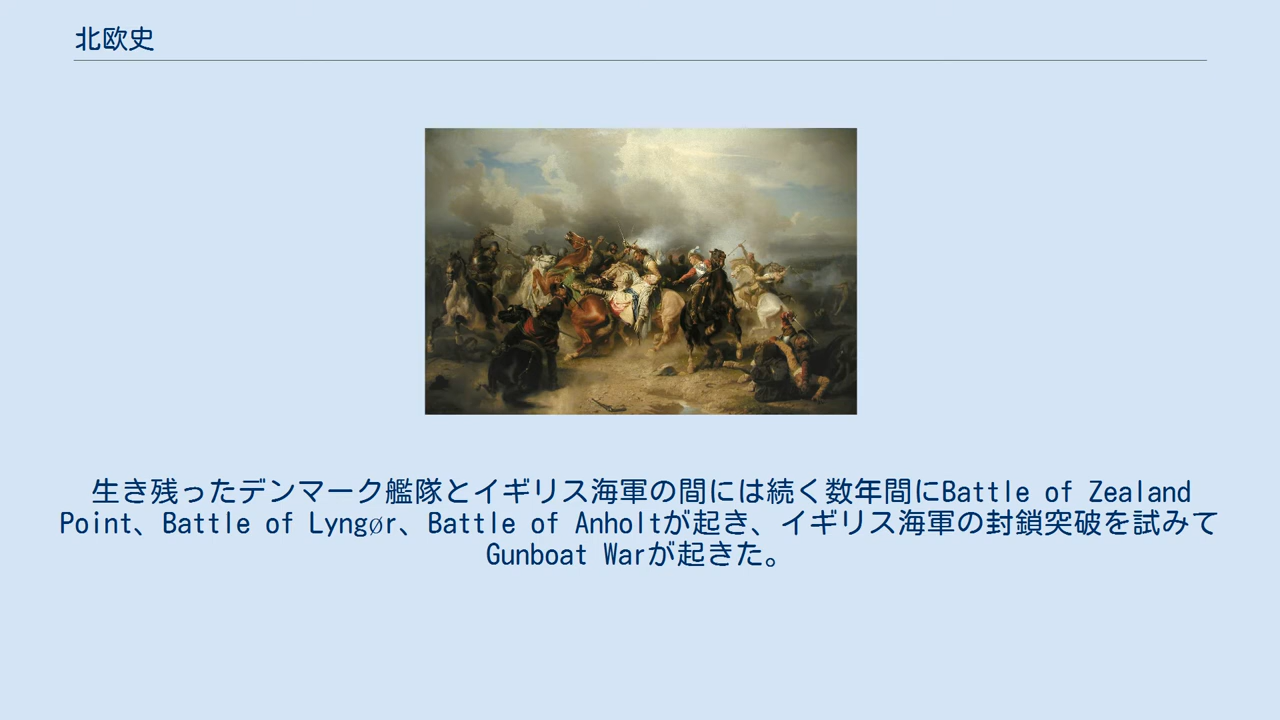 北欧史
生き残ったデンマーク艦隊とイギリス海軍の間には続く数年間にBattle of Zealand
Point、Battle of Lyngør、Battle of Anholtが起き、イギリス海軍の封鎖突破を試みて
Gunboat Warが起きた。